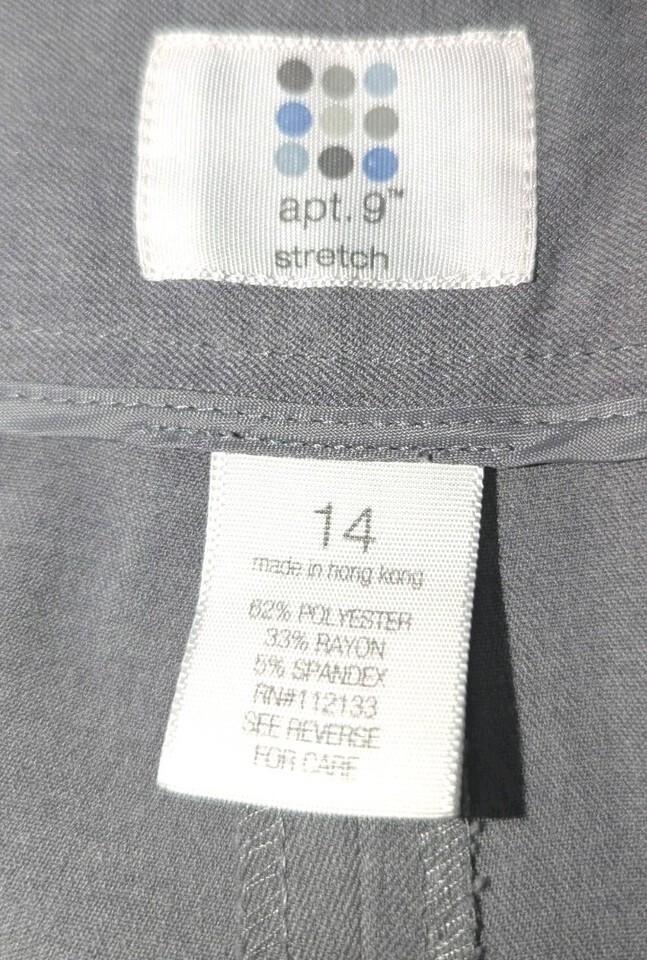 apt. 9™
stretch
14
made in hong kong
62% POLYESTER
33% RAYON
5% SPANDEX
RN#112133
SEE REVERSE
FOR CARE